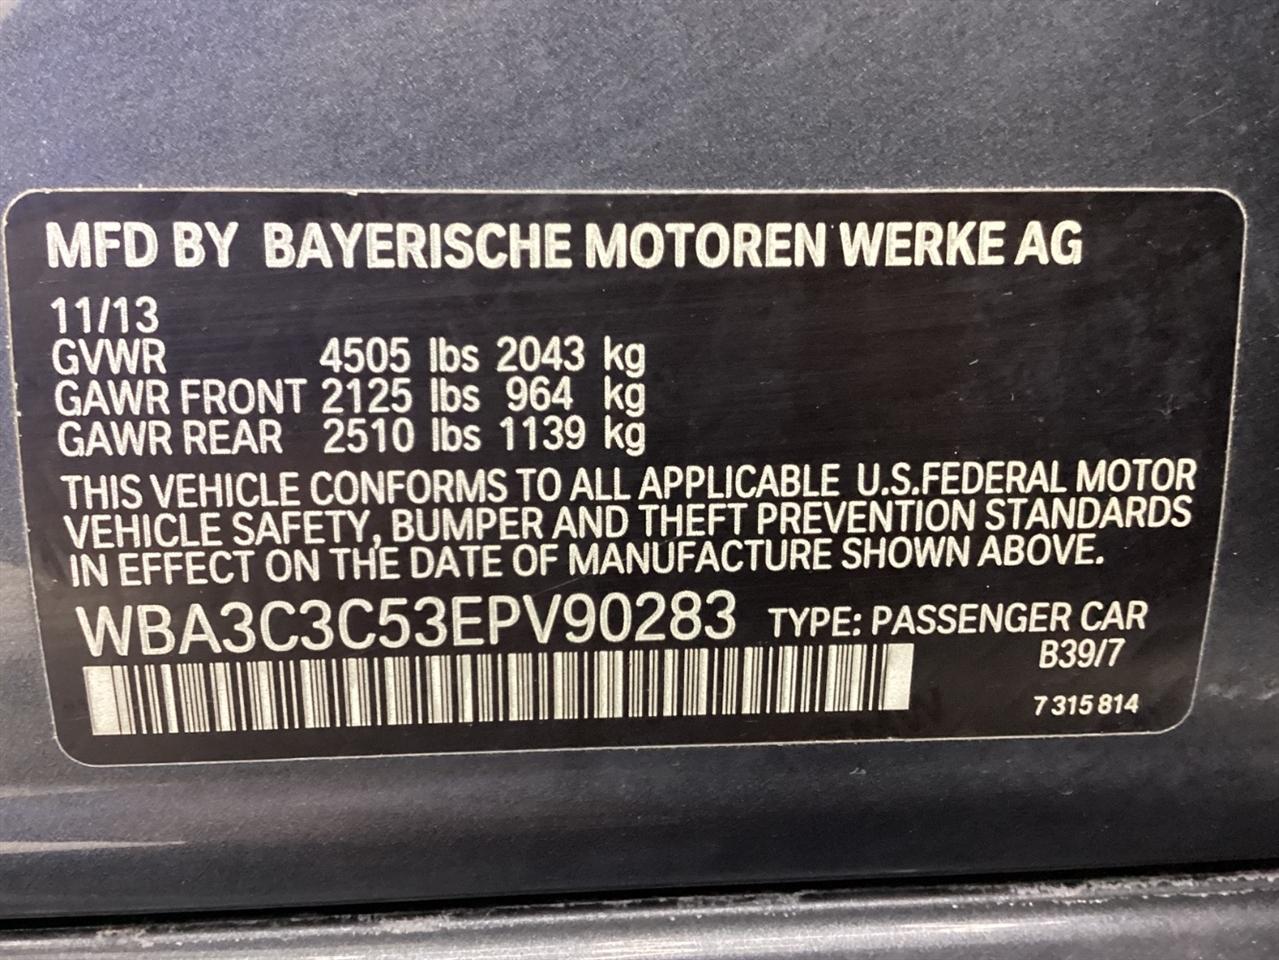 MFD BY BAYERISCHE MOTOREN WERKE AG
11/13
GVWR 4505 lbs 2043 kg
GAWR FRONT 2125 lbs 964 kg
GAWR REAR 2510 lbs 1139 kg
THIS VEHICLE CONFORMS TO ALL APPLICABLE U.S.FEDERAL MOTOR
VEHICLE SAFETY, BUMPER AND THEFT PREVENTION STANDARDS
IN EFFECT ON THE DATE OF MANUFACTURE SHOWN ABOVE.
WBA3C3C53EPV90283 TYPE: PASSENGER CAR
B39/7
7 315 814